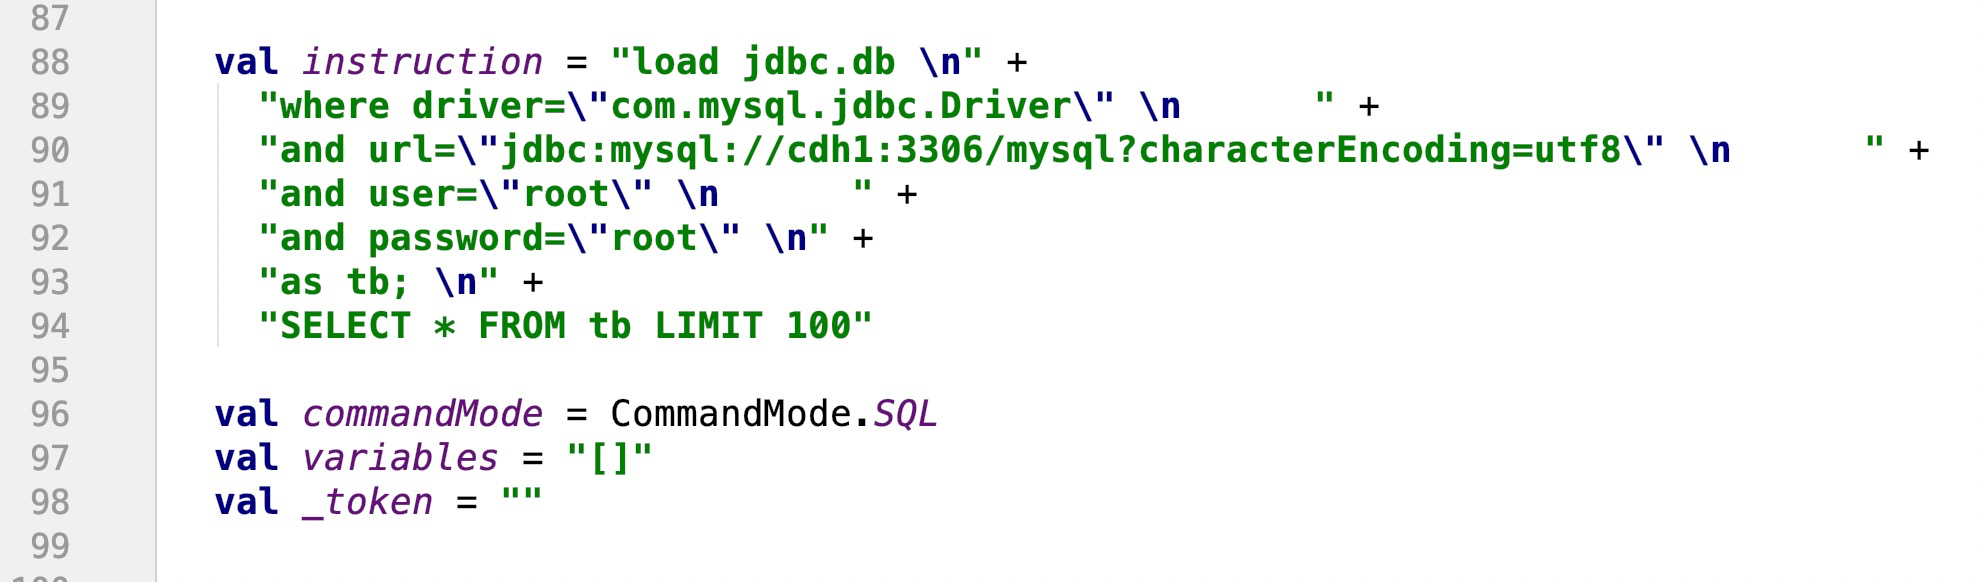 87
88 val instruction = "load jdbc.db \n" +
89 "where driver=\"com.mysql.jdbc.Driver\" \n      " +
90 "and url=\"jdbc:mysql://cdh1:3306/mysql?characterEncoding=utf8\" \n      " +
91 "and user=\"root\" \n      " +
92 "and password=\"root\" \n" +
93 "as tb; \n" +
94 "SELECT * FROM tb LIMIT 100"
95
96 val commandMode = CommandMode.SQL
97 val variables = "[]"
98 val _token = ""
99